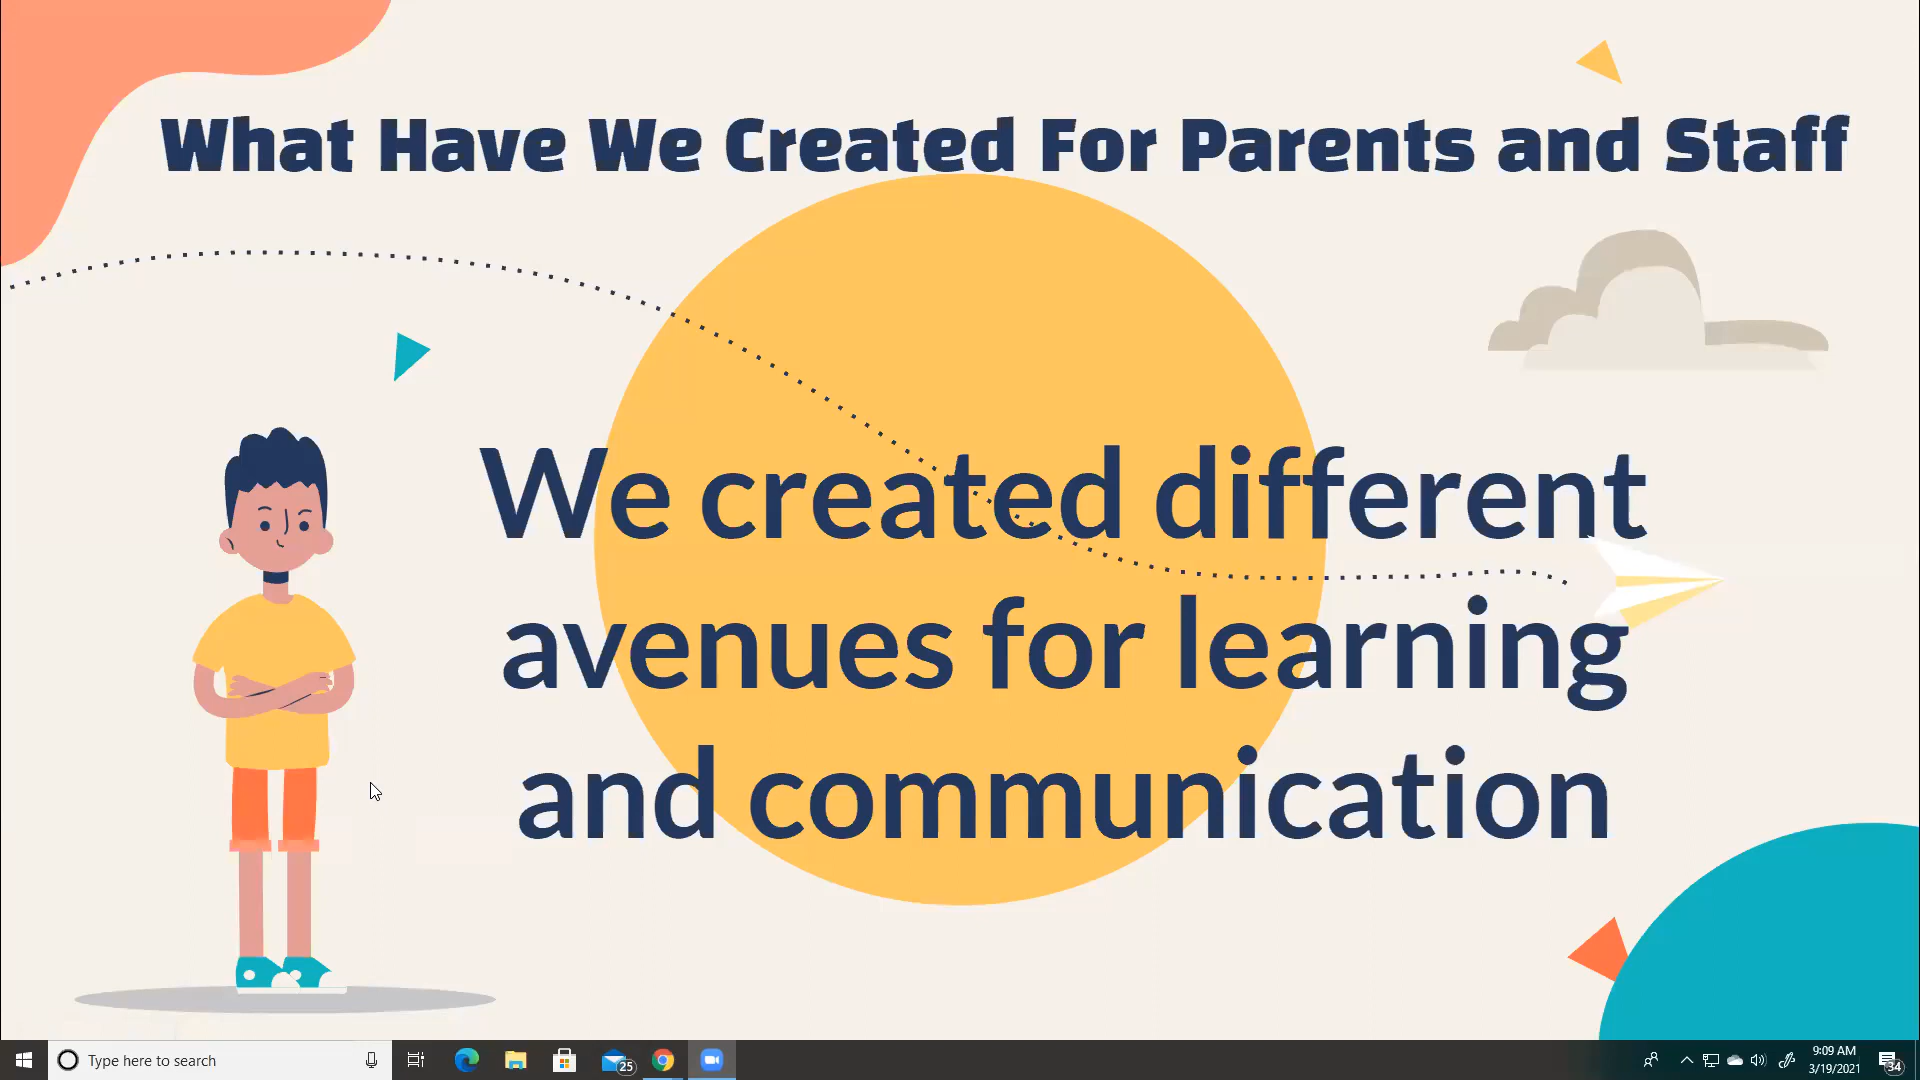 What Have We Created For Parents and Staff
We created different
avenues for learning
and communication
Type here to search
25
9:09 AM
3/19/2021
34